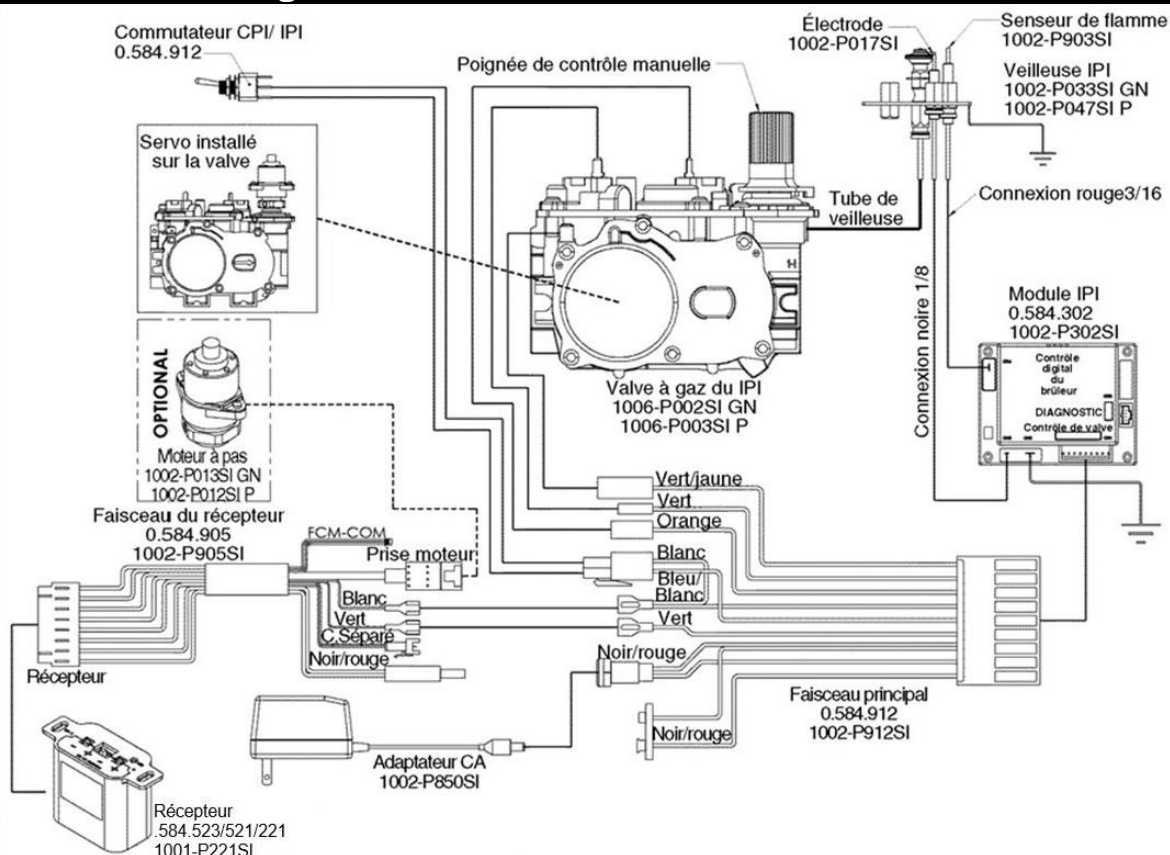 Commutateur CPI/ IPI
0.584.912
Poignée de contrôle manuelle
Électrode
1002-P017SI
Senseur de flamme
1002-P903SI
Veilleuse IPI
1002-P033SI GN
1002-P047SI P
Servo installé
sur la valve
Tube de
veilleuse
Connexion rouge3/16
Connexion noire 1/8
Module IPI
0.584.302
1002-P302SI
Contrôle
digital
du
brûleur
DIAGNOSTIC
Contrôle de valve
Valve à gaz du IPI
1006-P002SI GN
1006-P003SI P
OPTIONAL
Moteur à pas
1002-P013SI GN
1002-P012SI P
Faisceau du récepteur
0.584.905
1002-P905SI
FCM-COM
Prise moteur
Vert/jaune
Vert
Orange
Blanc
Bleu/
Blanc
Vert
Noir/rouge
Noir/rouge
Blanc
Vert
C.Séparé
Noir/rouge
Récepteur
Faisceau principal
0.584.912
1002-P912SI
Adaptateur CA
1002-P850SI
Récepteur
.584.523/521/221
1001-P221SI